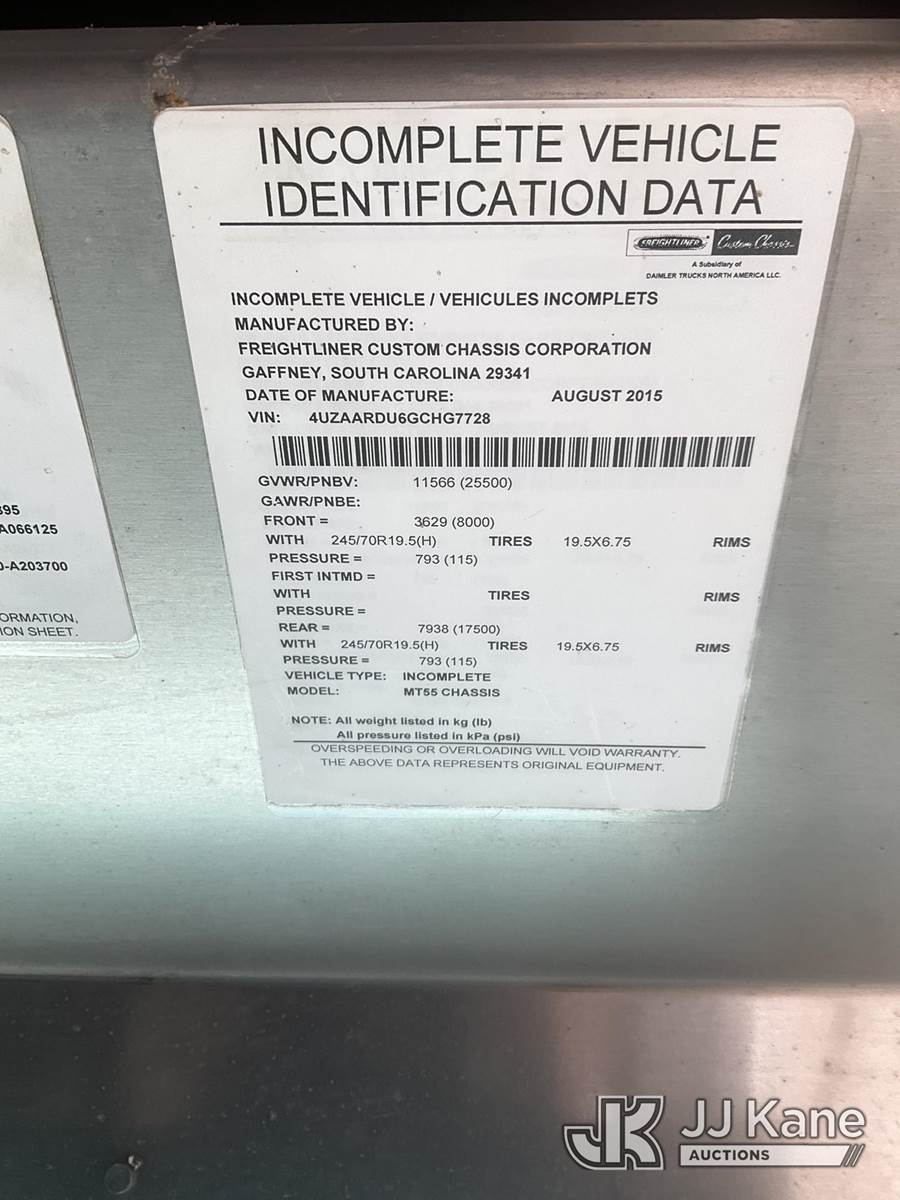 INCOMPLETE VEHICLE
IDENTIFICATION DATA
FREIGHTLINER Custom Chassis
A Subsidiary of
DAIMLER TRUCKS NORTH AMERICA LLC.
INCOMPLETE VEHICLE / VEHICULES INCOMPLETS
MANUFACTURED BY:
FREIGHTLINER CUSTOM CHASSIS CORPORATION
GAFFNEY, SOUTH CAROLINA 29341
DATE OF MANUFACTURE: AUGUST 2015
VIN: 4UZAARDU6GCHG7728
GVWR/PNBV: 11566 (25500)
GAWR/PNBE:
FRONT = 3629 (8000)
WITH 245/70R19.5(H) TIRES 19.5X6.75 RIMS
PRESSURE = 793 (115)
FIRST INTMD =
WITH TIRES RIMS
PRESSURE =
REAR = 7938 (17500)
WITH 245/70R19.5(H) TIRES 19.5X6.75 RIMS
PRESSURE = 793 (115)
VEHICLE TYPE: INCOMPLETE
MODEL: MT55 CHASSIS
NOTE: All weight listed in kg (lb)
All pressure listed in kPa (psi)
OVERSPEEDING OR OVERLOADING WILL VOID WARRANTY.
THE ABOVE DATA REPRESENTS ORIGINAL EQUIPMENT.
395
A066125
0-A203700
ORMATION,
ION SHEET.
JK JJ Kane
AUCTIONS